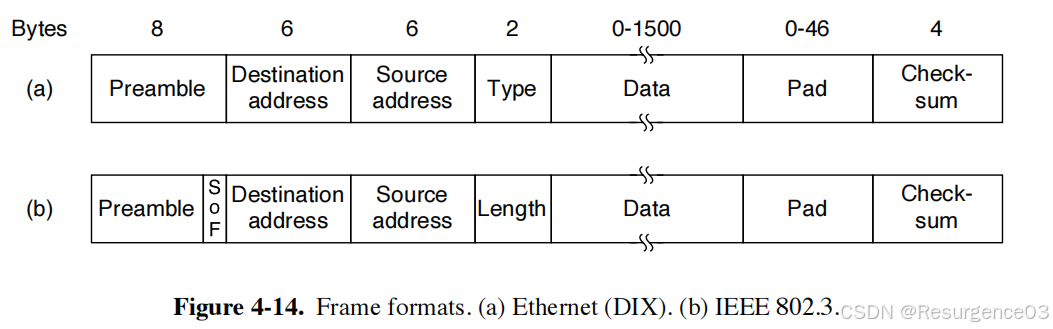 Bytes 8 6 6 2 0-1500 0-46 4
(a) Preamble Destination address Source address Type Data Pad Check-sum
(b) Preamble SoF Destination address Source address Length Data Pad Check-sum
Figure 4-14. Frame formats. (a) Ethernet (DIX). (b) IEEE 802.3.
CSDN @Resurgence03